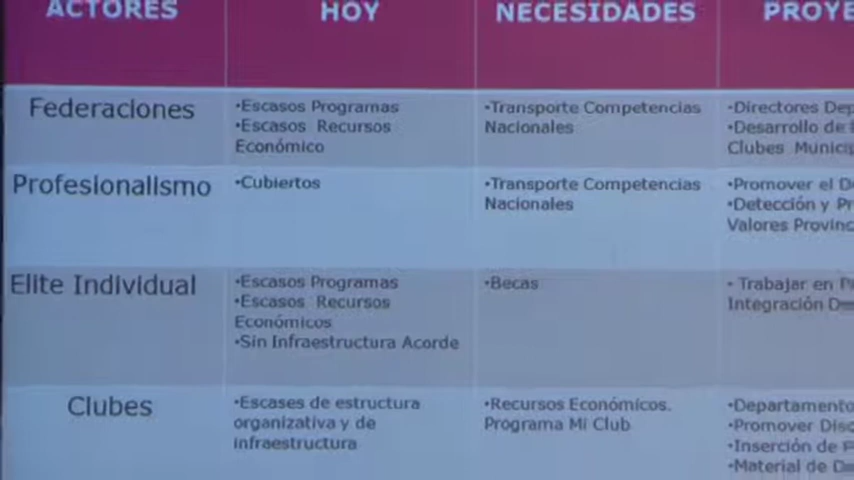 ACTORES HOY NECESIDADES
Federaciones
•Escasos Programas
•Escasos Recursos
Económico
•Transporte Competencias
Nacionales
•Directores
•Desarrollo de
Clubes
Profesionalismo
•Cubiertos
•Transporte Competencias
Nacionales
•Promover el
•Detección y
Valores
Elite Individual
•Escasos Programas
•Escasos Recursos
Económicos
•Sin Infraestructura Acorde
•Becas
• Trabajar en
Integración
Clubes
•Escases de estructura
organizativa y de
infraestructura
•Recursos Económicos.
Programa Mi Club
•Departamento
•Promover
•Inserción de
•Material de